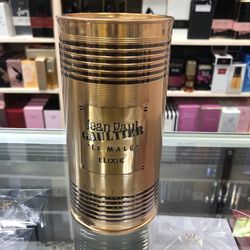 Jean Paul
GAULTIER
"LE MALE"
ELIXIR